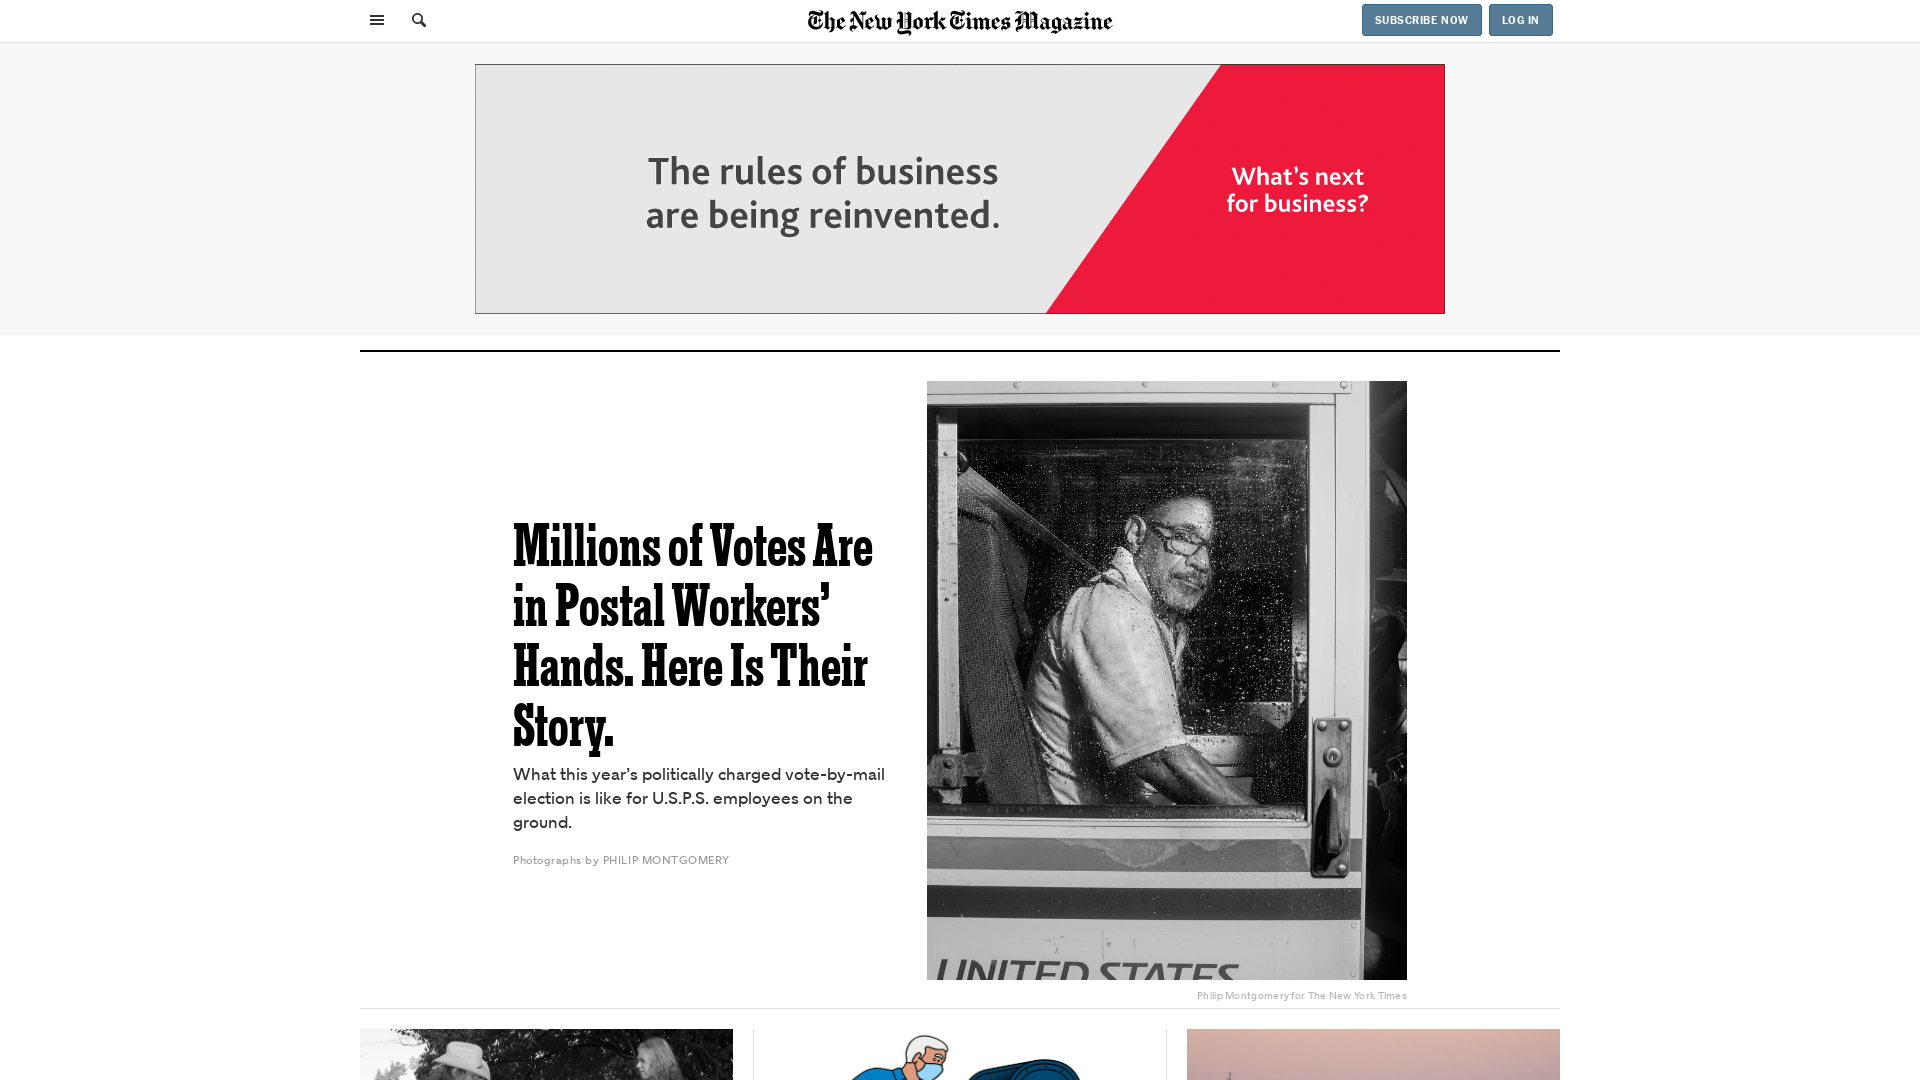 The New York Times Magazine
SUBSCRIBE NOW
LOG IN
The rules of business
are being reinvented.
What's next
for business?
Millions of Votes Are
in Postal Workers’
Hands. Here Is Their
Story.
What this year’s politically charged vote-by-mail
election is like for U.S.P.S. employees on the
ground.
Photographs by PHILIP MONTGOMERY
UNITED STATES
Philip Montgomery for The New York Times